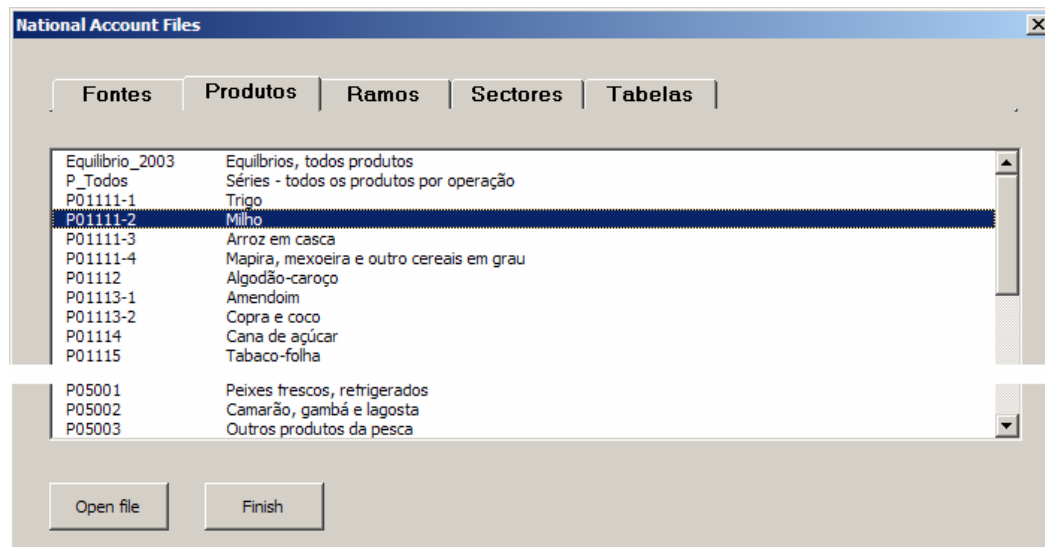 National Account Files
Fontes Produtos Ramos Sectores Tabelas
Equilibrio_2003 Equilbrios, todos produtos
P_Todos Séries - todos os produtos por operação
P01111-1 Trigo
P01111-2 Milho
P01111-3 Arroz em casca
P01111-4 Mapira, mexoeira e outro cereais em grau
P01112 Algodão-caroço
P01113-1 Amendoim
P01113-2 Copra e coco
P01114 Cana de açúcar
P01115 Tabaco-folha
P05001 Peixes frescos, refrigerados
P05002 Camarão, gambá e lagosta
P05003 Outros produtos da pesca
Open file Finish